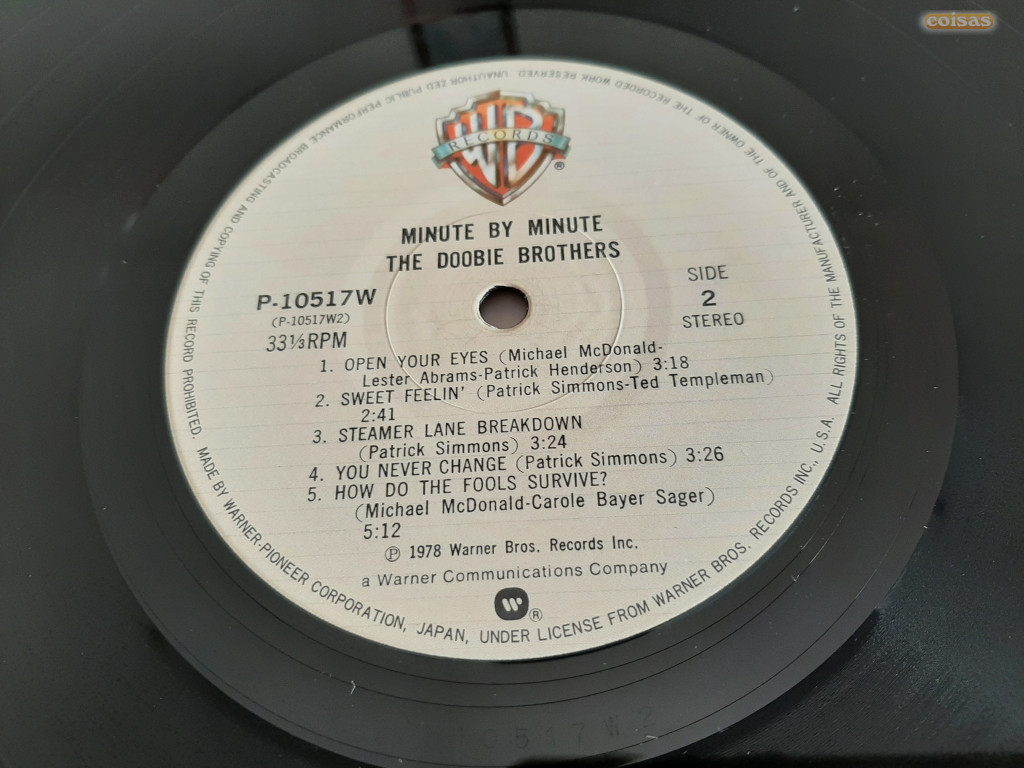 coisas
WB
RECORDS
®
MINUTE BY MINUTE
THE DOOBIE BROTHERS
P-10517W
(P-10517W2)
33⅓RPM
SIDE
2
STEREO
1. OPEN YOUR EYES (Michael McDonald-
Lester Abrams-Patrick Henderson) 3:18
2. SWEET FEELIN' (Patrick Simmons-Ted Templeman)
2:41
3. STEAMER LANE BREAKDOWN
(Patrick Simmons) 3:24
4. YOU NEVER CHANGE (Patrick Simmons) 3:26
5. HOW DO THE FOOLS SURVIVE?
(Michael McDonald-Carole Bayer Sager)
5:12
Ⓟ 1978 Warner Bros. Records Inc.
a Warner Communications Company
®
MADE BY WARNER-PIONEER CORPORATION, JAPAN, UNDER LICENSE FROM WARNER BROS. RECORDS INC., U.S.A. ALL RIGHTS OF THE MANUFACTURER AND OF THE OWNER OF THE RECORDED WORK RESERVED. UNAUTHORIZED PUBLIC PERFORMANCE BROADCASTING AND COPYING OF THIS RECORD PROHIBITED.
0517W2